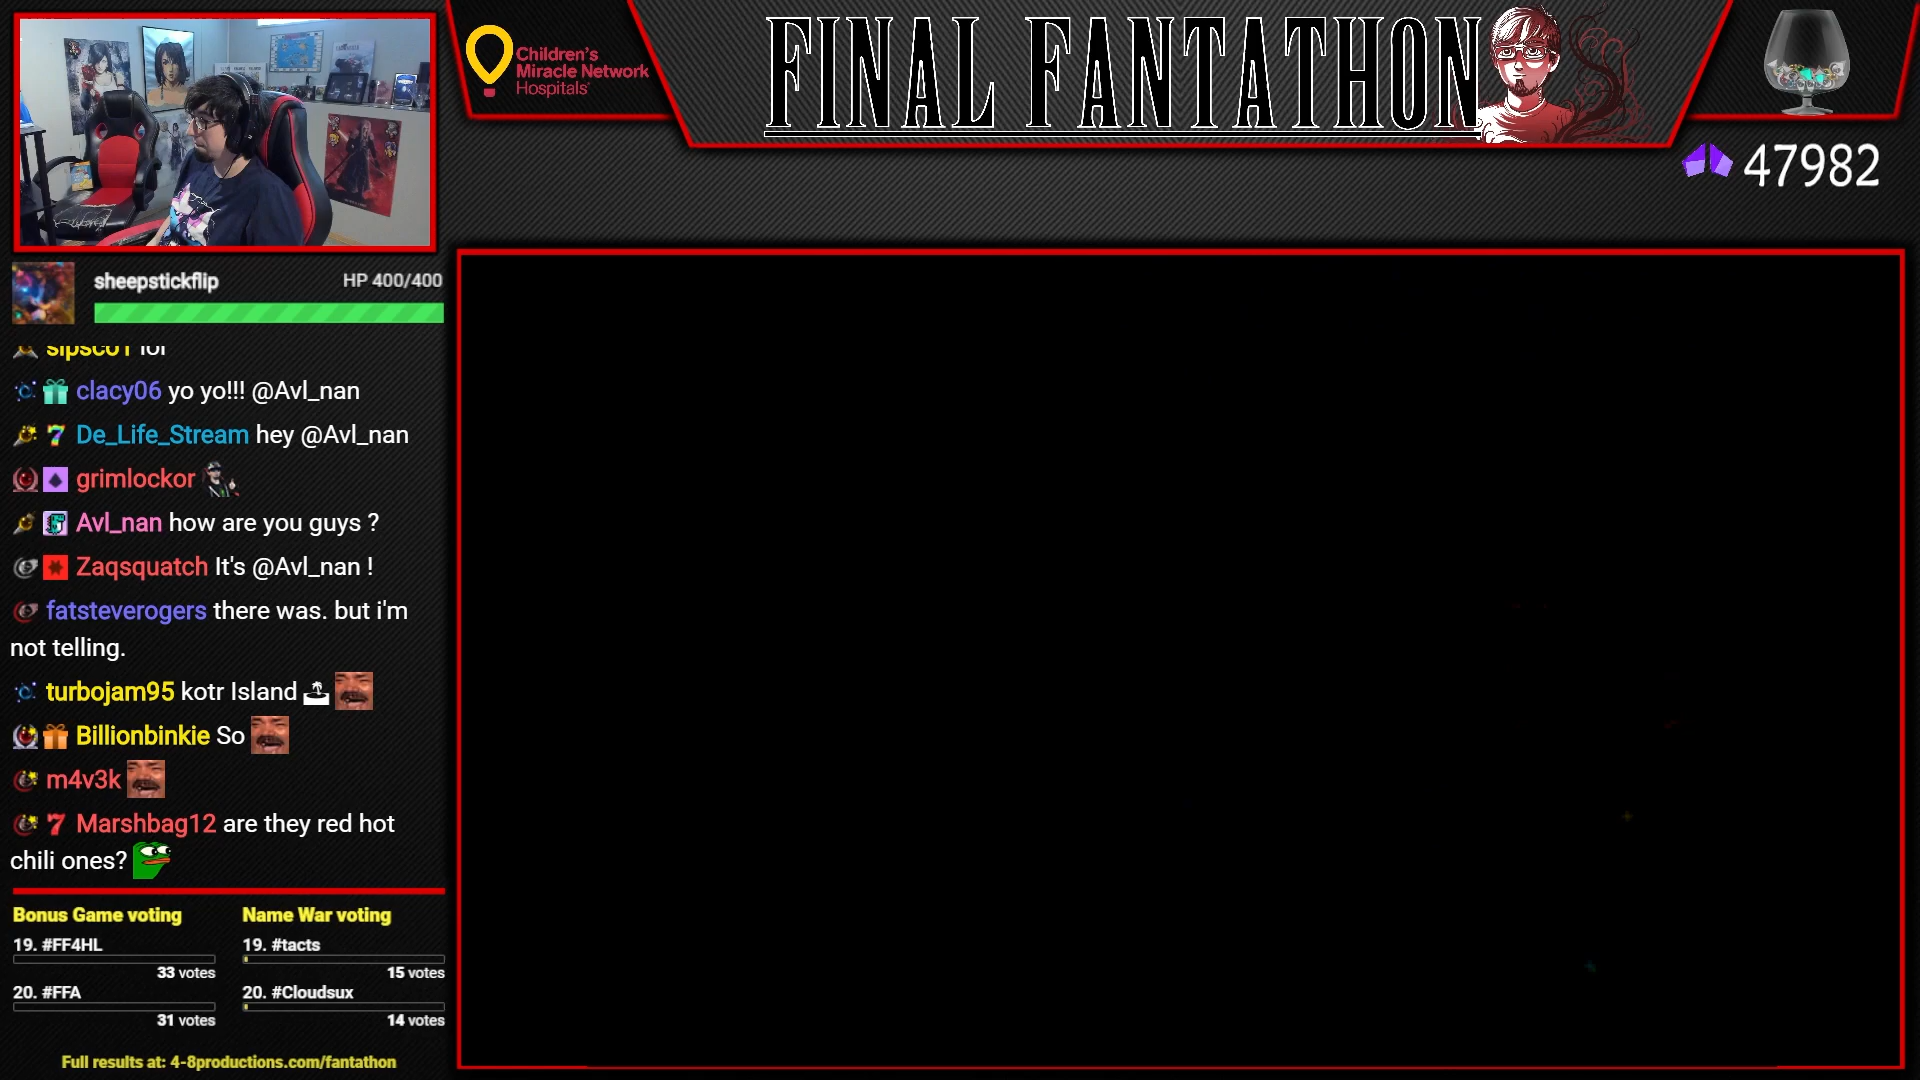 Children's
Miracle Network
Hospitals
FINAL FANTATHON
47982
sheepstickflip HP 400/400
sipsco1 lol
clacy06 yo yo!!! @Avl_nan
De_Life_Stream hey @Avl_nan
grimlockor
Avl_nan how are you guys ?
Zaqsquatch It's @Avl_nan !
fatsteverogers there was. but i'm
not telling.
turbojam95 kotr Island
Billionbinkie So
m4v3k
Marshbag12 are they red hot
chili ones?
Bonus Game voting
19. #FF4HL
33 votes
20. #FFA
31 votes
Name War voting
19. #tacts
15 votes
20. #Cloudsux
14 votes
Full results at: 4-8productions.com/fantathon